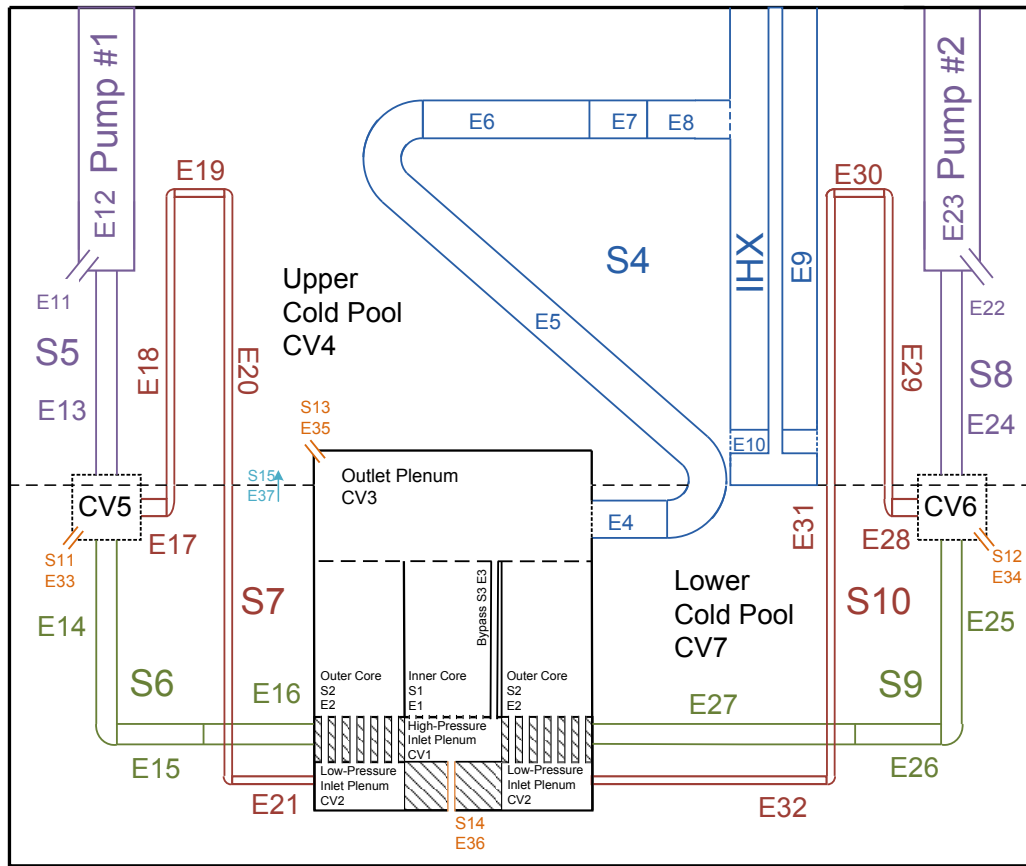 Pump #1
E12
E11
S5
E13
CV5
E17
E18
E19
E20
S11
E33
E14
S6
E15
E16
S7
E21
Upper
Cold Pool
CV4
S13
E35
S15
E37
Outlet Plenum
CV3
Bypass S3 E3
Outer Core
S2
E2
Inner Core
S1
E1
Outer Core
S2
E2
High-Pressure
Inlet Plenum
CV1
Low-Pressure
Inlet Plenum
CV2
Low-Pressure
Inlet Plenum
CV2
S14
E36
E4
E5
E6
E7
E8
S4
IHX
E9
E10
Lower
Cold Pool
CV7
E27
E32
E31
E30
E29
E28
S10
Pump #2
E23
E22
S8
E24
CV6
S12
E34
E25
S9
E26